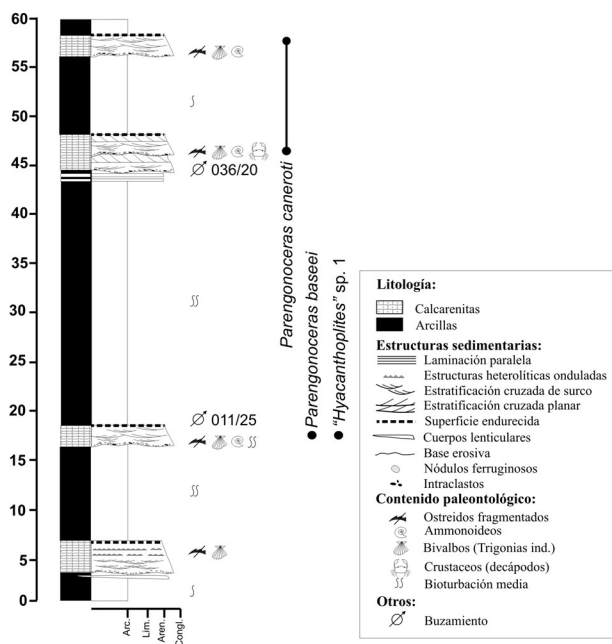 60
55
50
45
40
35
30
25
20
15
10
5
0
036/20
011/25
Arc.
Lim.
Aren.
Congl.
Parengonoceras caneroti
Parengonoceras baseei
“Hyacanthoplites” sp. 1
Litología:
Calcarenitas
Arcillas
Estructuras sedimentarias:
Laminación paralela
Estructuras heterolíticas onduladas
Estratificación cruzada de surco
Estratificación cruzada planar
Superficie endurecida
Cuerpos lenticulares
Base erosiva
Nódulos ferruginosos
Intraclastos
Contenido paleontológico:
Ostreidos fragmentados
Ammonoideos
Bivalbos (Trigonias ind.)
Crustaceos (decápodos)
Bioturbación media
Otros:
Buzamiento